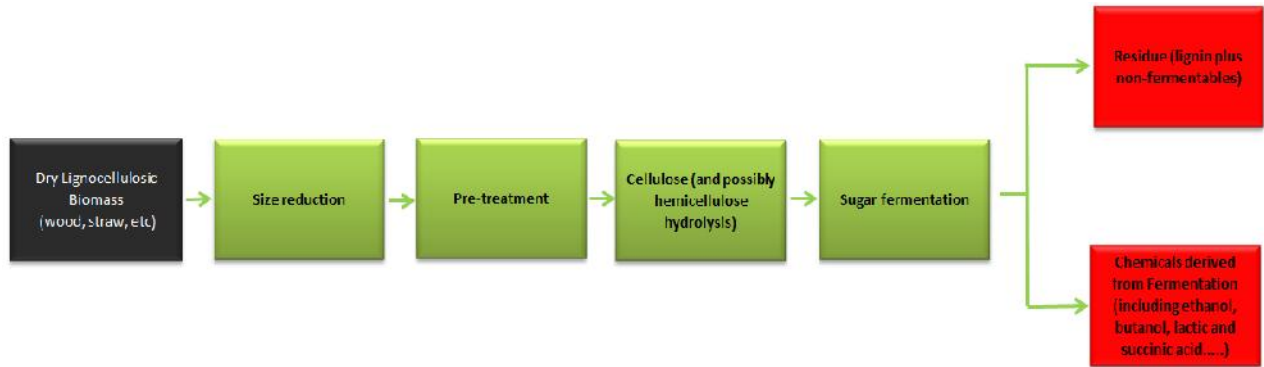 Dry Lignocellulosic
Biomass
(wood, straw, etc)
Size reduction
Pre-treatment
Cellulose (and possibly
hemicellulose
hydrolysis)
Sugar fermentation
Residue (lignin plus
non-fermentables)
Chemicals derived
from Fermentation
(including ethanol,
butanol, lactic and
succinic acid.....)